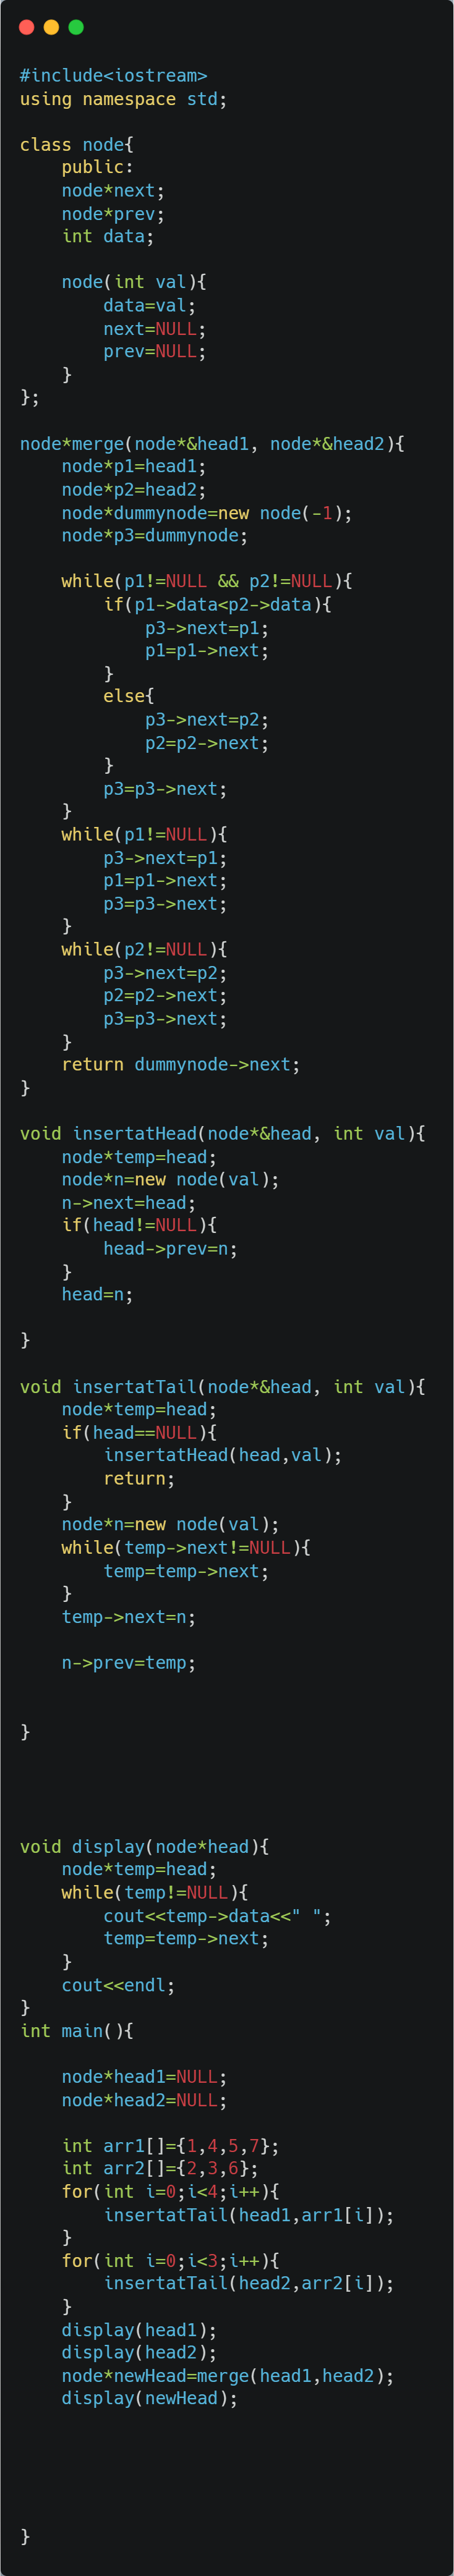 #include<iostream>
using namespace std;
class node{
    public:
    node*next;
    node*prev;
    int data;
    node(int val){
        data=val;
        next=NULL;
        prev=NULL;
    }
};
node*merge(node*&head1, node*&head2){
    node*p1=head1;
    node*p2=head2;
    node*dummynode=new node(-1);
    node*p3=dummynode;
    while(p1!=NULL && p2!=NULL){
        if(p1->data<p2->data){
            p3->next=p1;
            p1=p1->next;
        }
        else{
            p3->next=p2;
            p2=p2->next;
        }
        p3=p3->next;
    }
    while(p1!=NULL){
        p3->next=p1;
        p1=p1->next;
        p3=p3->next;
    }
    while(p2!=NULL){
        p3->next=p2;
        p2=p2->next;
        p3=p3->next;
    }
    return dummynode->next;
}
void insertatHead(node*&head, int val){
    node*temp=head;
    node*n=new node(val);
    n->next=head;
    if(head!=NULL){
        head->prev=n;
    }
    head=n;
}
void insertatTail(node*&head, int val){
    node*temp=head;
    if(head==NULL){
        insertatHead(head,val);
        return;
    }
    node*n=new node(val);
    while(temp->next!=NULL){
        temp=temp->next;
    }
    temp->next=n;
    n->prev=temp;
}
void display(node*head){
    node*temp=head;
    while(temp!=NULL){
        cout<<temp->data<<" ";
        temp=temp->next;
    }
    cout<<endl;
}
int main(){
    node*head1=NULL;
    node*head2=NULL;
    int arr1[]={1,4,5,7};
    int arr2[]={2,3,6};
    for(int i=0;i<4;i++){
        insertatTail(head1,arr1[i]);
    }
    for(int i=0;i<3;i++){
        insertatTail(head2,arr2[i]);
    }
    display(head1);
    display(head2);
    node*newHead=merge(head1,head2);
    display(newHead);
}